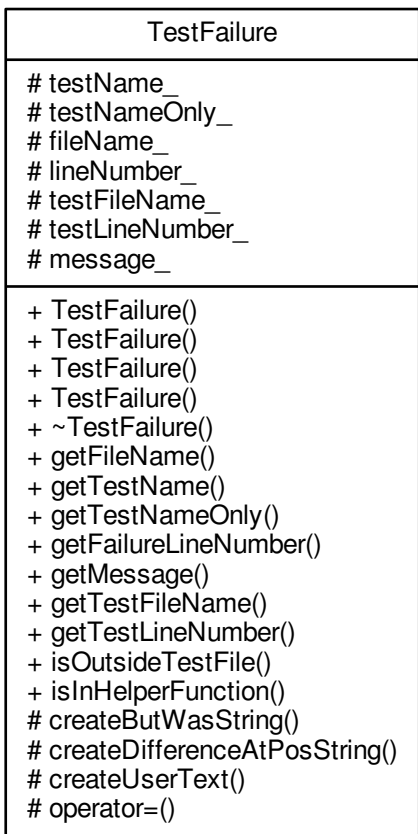 TestFailure
# testName_
# testNameOnly_
# fileName_
# lineNumber_
# testFileName_
# testLineNumber_
# message_
+ TestFailure()
+ TestFailure()
+ TestFailure()
+ TestFailure()
+ ~TestFailure()
+ getFileName()
+ getTestName()
+ getTestNameOnly()
+ getFailureLineNumber()
+ getMessage()
+ getTestFileName()
+ getTestLineNumber()
+ isOutsideTestFile()
+ isInHelperFunction()
# createButWasString()
# createDifferenceAtPosString()
# createUserText()
# operator=()